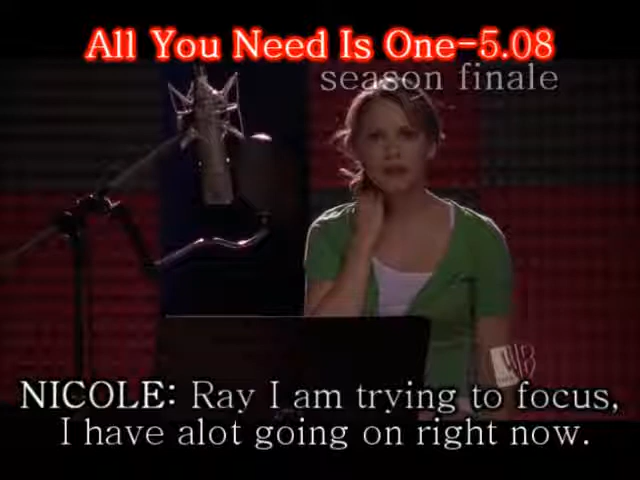 All You Need Is One-5.08
season finale
WB
NICOLE: Ray I am trying to focus,
I have alot going on right now.